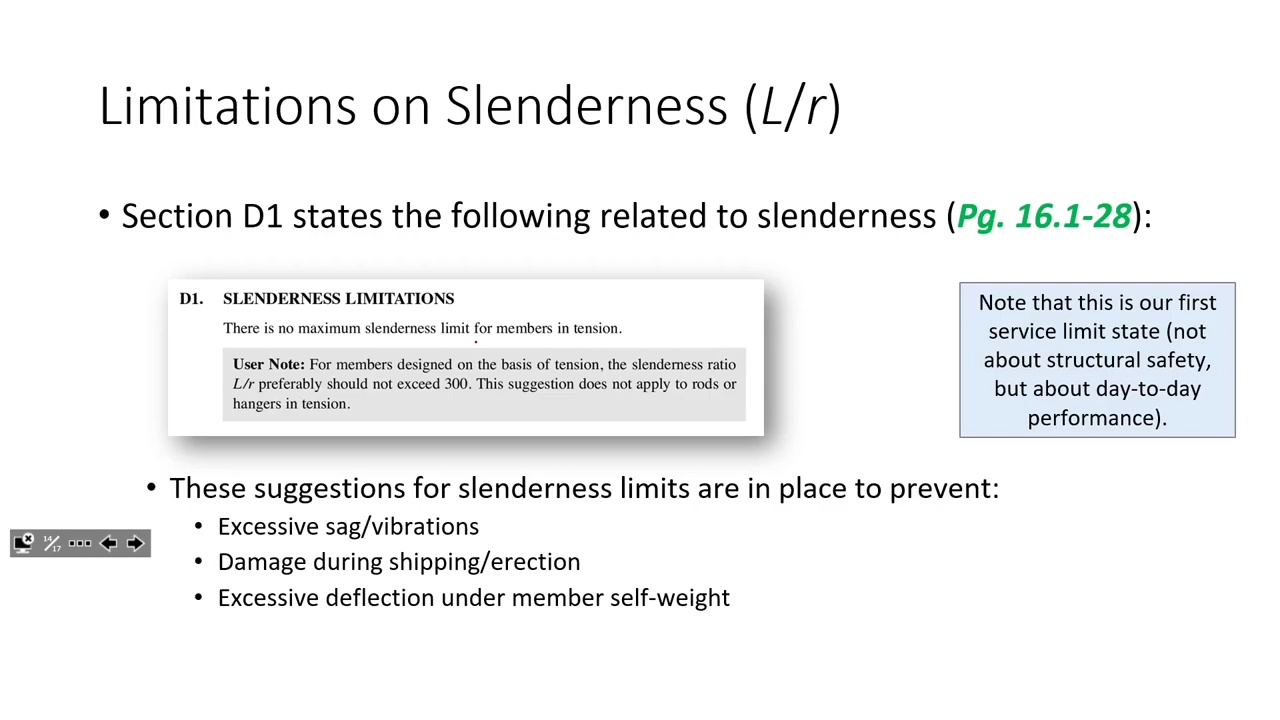 Limitations on Slenderness (L/r)
• Section D1 states the following related to slenderness (Pg. 16.1-28):
D1. SLENDERNESS LIMITATIONS
There is no maximum slenderness limit for members in tension.
User Note: For members designed on the basis of tension, the slenderness ratio
L/r preferably should not exceed 300. This suggestion does not apply to rods or
hangers in tension.
Note that this is our first
service limit state (not
about structural safety,
but about day-to-day
performance).
• These suggestions for slenderness limits are in place to prevent:
• Excessive sag/vibrations
• Damage during shipping/erection
• Excessive deflection under member self-weight
14/17